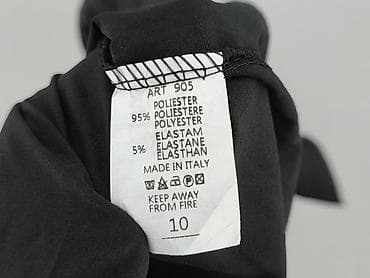 ART 905
POLIESTER
95% POLIESTERE
POLYESTER
ELASTAM
5% ELASTANE
ELASTHAN
MADE IN ITALY
KEEP AWAY
FROM FIRE
10